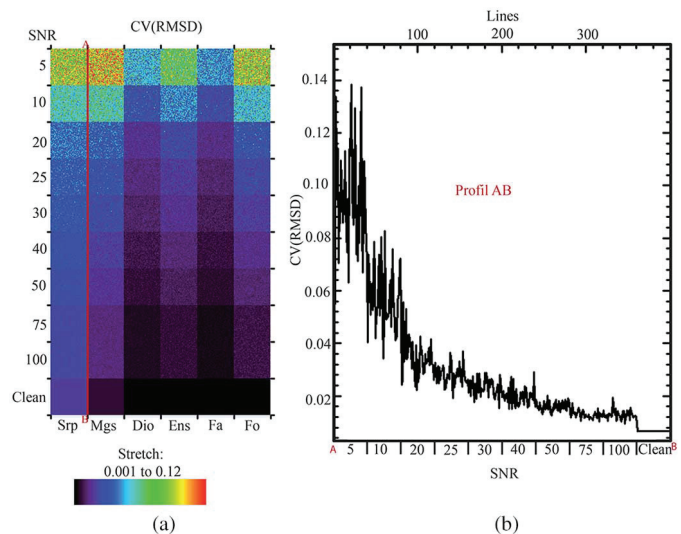 CV(RMSD)
SNR
A
5
10
20
25
30
40
50
75
100
Clean
B
Srp Mgs Dio Ens Fa Fo
Stretch:
0.001 to 0.12
(a)
Lines
100 200 300
0.14
0.12
0.10
0.08
0.06
0.04
0.02
CV(RMSD)
Profil AB
A 5 10 20 25 30 40 50 75 100 Clean B
SNR
(b)